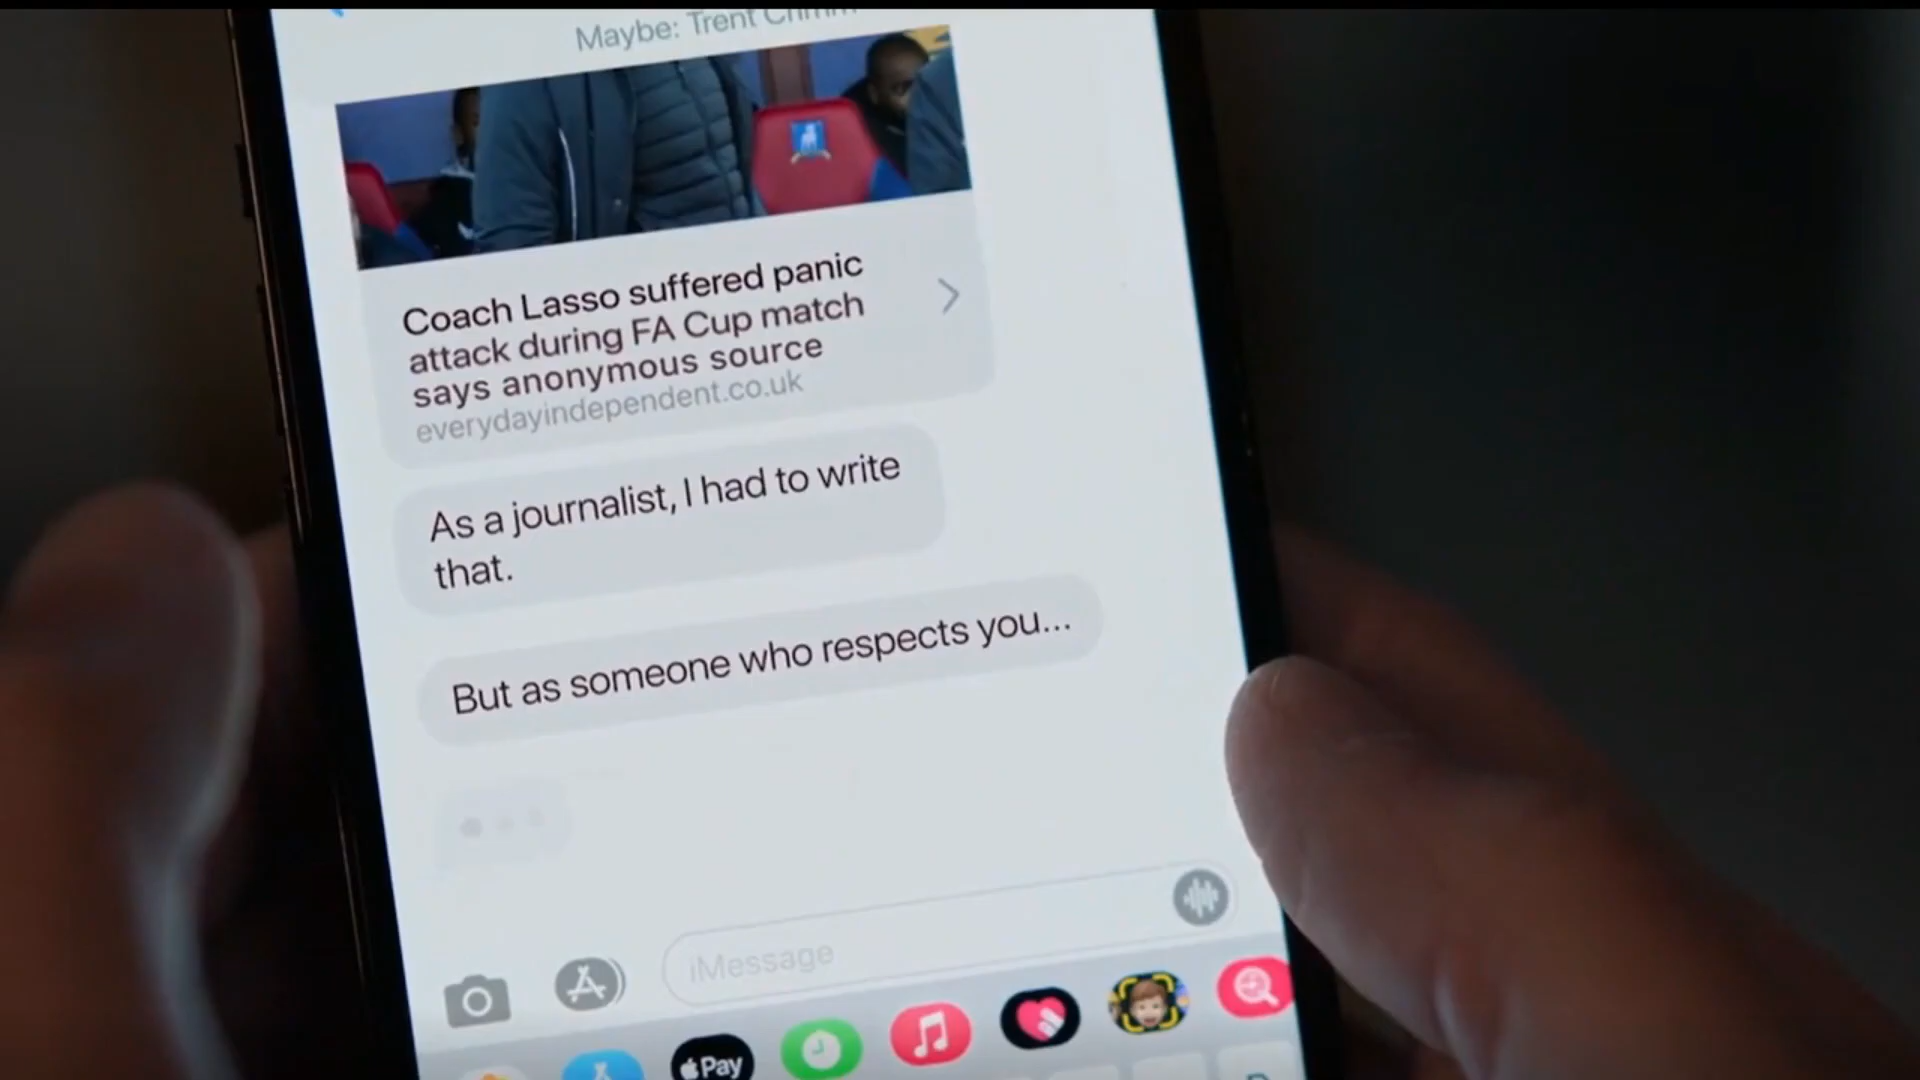 Maybe: Trent Crimm
Coach Lasso suffered panic
attack during FA Cup match
says anonymous source
everydayindependent.co.uk
As a journalist, I had to write
that.
But as someone who respects you...
iMessage
Pay